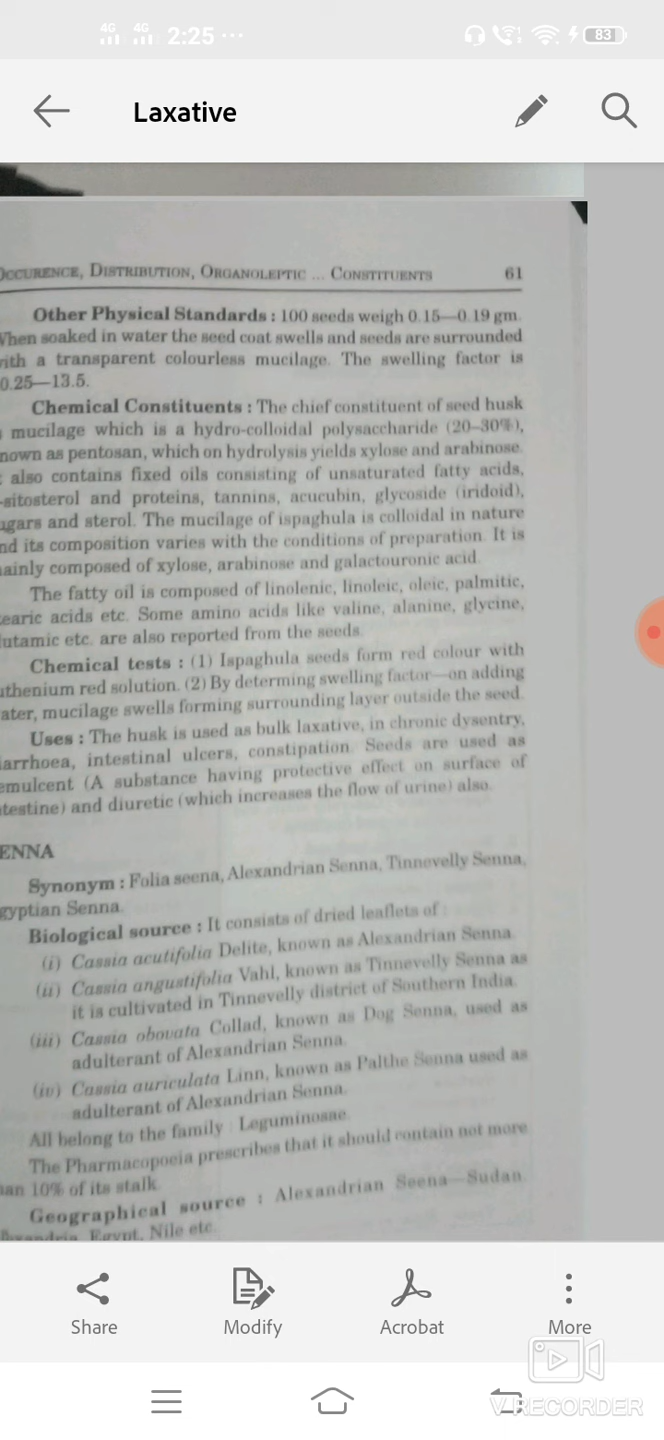 4G 4G 2:25 ... 83
Laxative
OCCURENCE, DISTRIBUTION, ORGANOLEPTIC ... CONSTITUENTS 61
Other Physical Standards : 100 seeds weigh 0.15—0.19 gm.
When soaked in water the seed coat swells and seeds are surrounded
with a transparent colourless mucilage. The swelling factor is
0.25—13.5.
Chemical Constituents : The chief constituent of seed husk
mucilage which is a hydro-colloidal polysaccharide (20–30%),
nown as pentosan, which on hydrolysis yields xylose and arabinose.
also contains fixed oils consisting of unsaturated fatty acids,
-sitosterol and proteins, tannins, acucubin, glycoside (iridoid),
ugars and sterol. The mucilage of ispaghula is colloidal in nature
nd its composition varies with the conditions of preparation. It is
ainly composed of xylose, arabinose and galactouronic acid.
The fatty oil is composed of linolenic, linoleic, oleic, palmitic,
earic acids etc. Some amino acids like valine, alanine, glycine,
utamic etc. are also reported from the seeds.
Chemical tests : (1) Ispaghula seeds form red colour with
uthenium red solution. (2) By determing swelling factor—on adding
ater, mucilage swells forming surrounding layer outside the seed.
Uses : The husk is used as bulk laxative, in chronic dysentry,
iarrhoea, intestinal ulcers, constipation. Seeds are used as
emulcent (A substance having protective effect on surface of
testine) and diuretic (which increases the flow of urine) also.
ENNA
Synonym : Folia seena, Alexandrian Senna, Tinnevelly Senna,
gyptian Senna.
Biological source : It consists of dried leaflets of :
(i) Cassia acutifolia Delite, known as Alexandrian Senna.
(ii) Cassia angustifolia Vahl, known as Tinnevelly Senna as
it is cultivated in Tinnevelly district of Southern India.
(iii) Cassia obovata Collad, known as Dog Senna, used as
adulterant of Alexandrian Senna.
(iv) Cassia auriculata Linn, known as Palthe Senna used as
adulterant of Alexandrian Senna.
All belong to the family : Leguminosae.
The Pharmacopoeia prescribes that it should contain not more
han 10% of its stalk.
Geographical source : Alexandrian Seena—Sudan.
Egypt, Nile etc.
Share Modify Acrobat More
V RECORDER